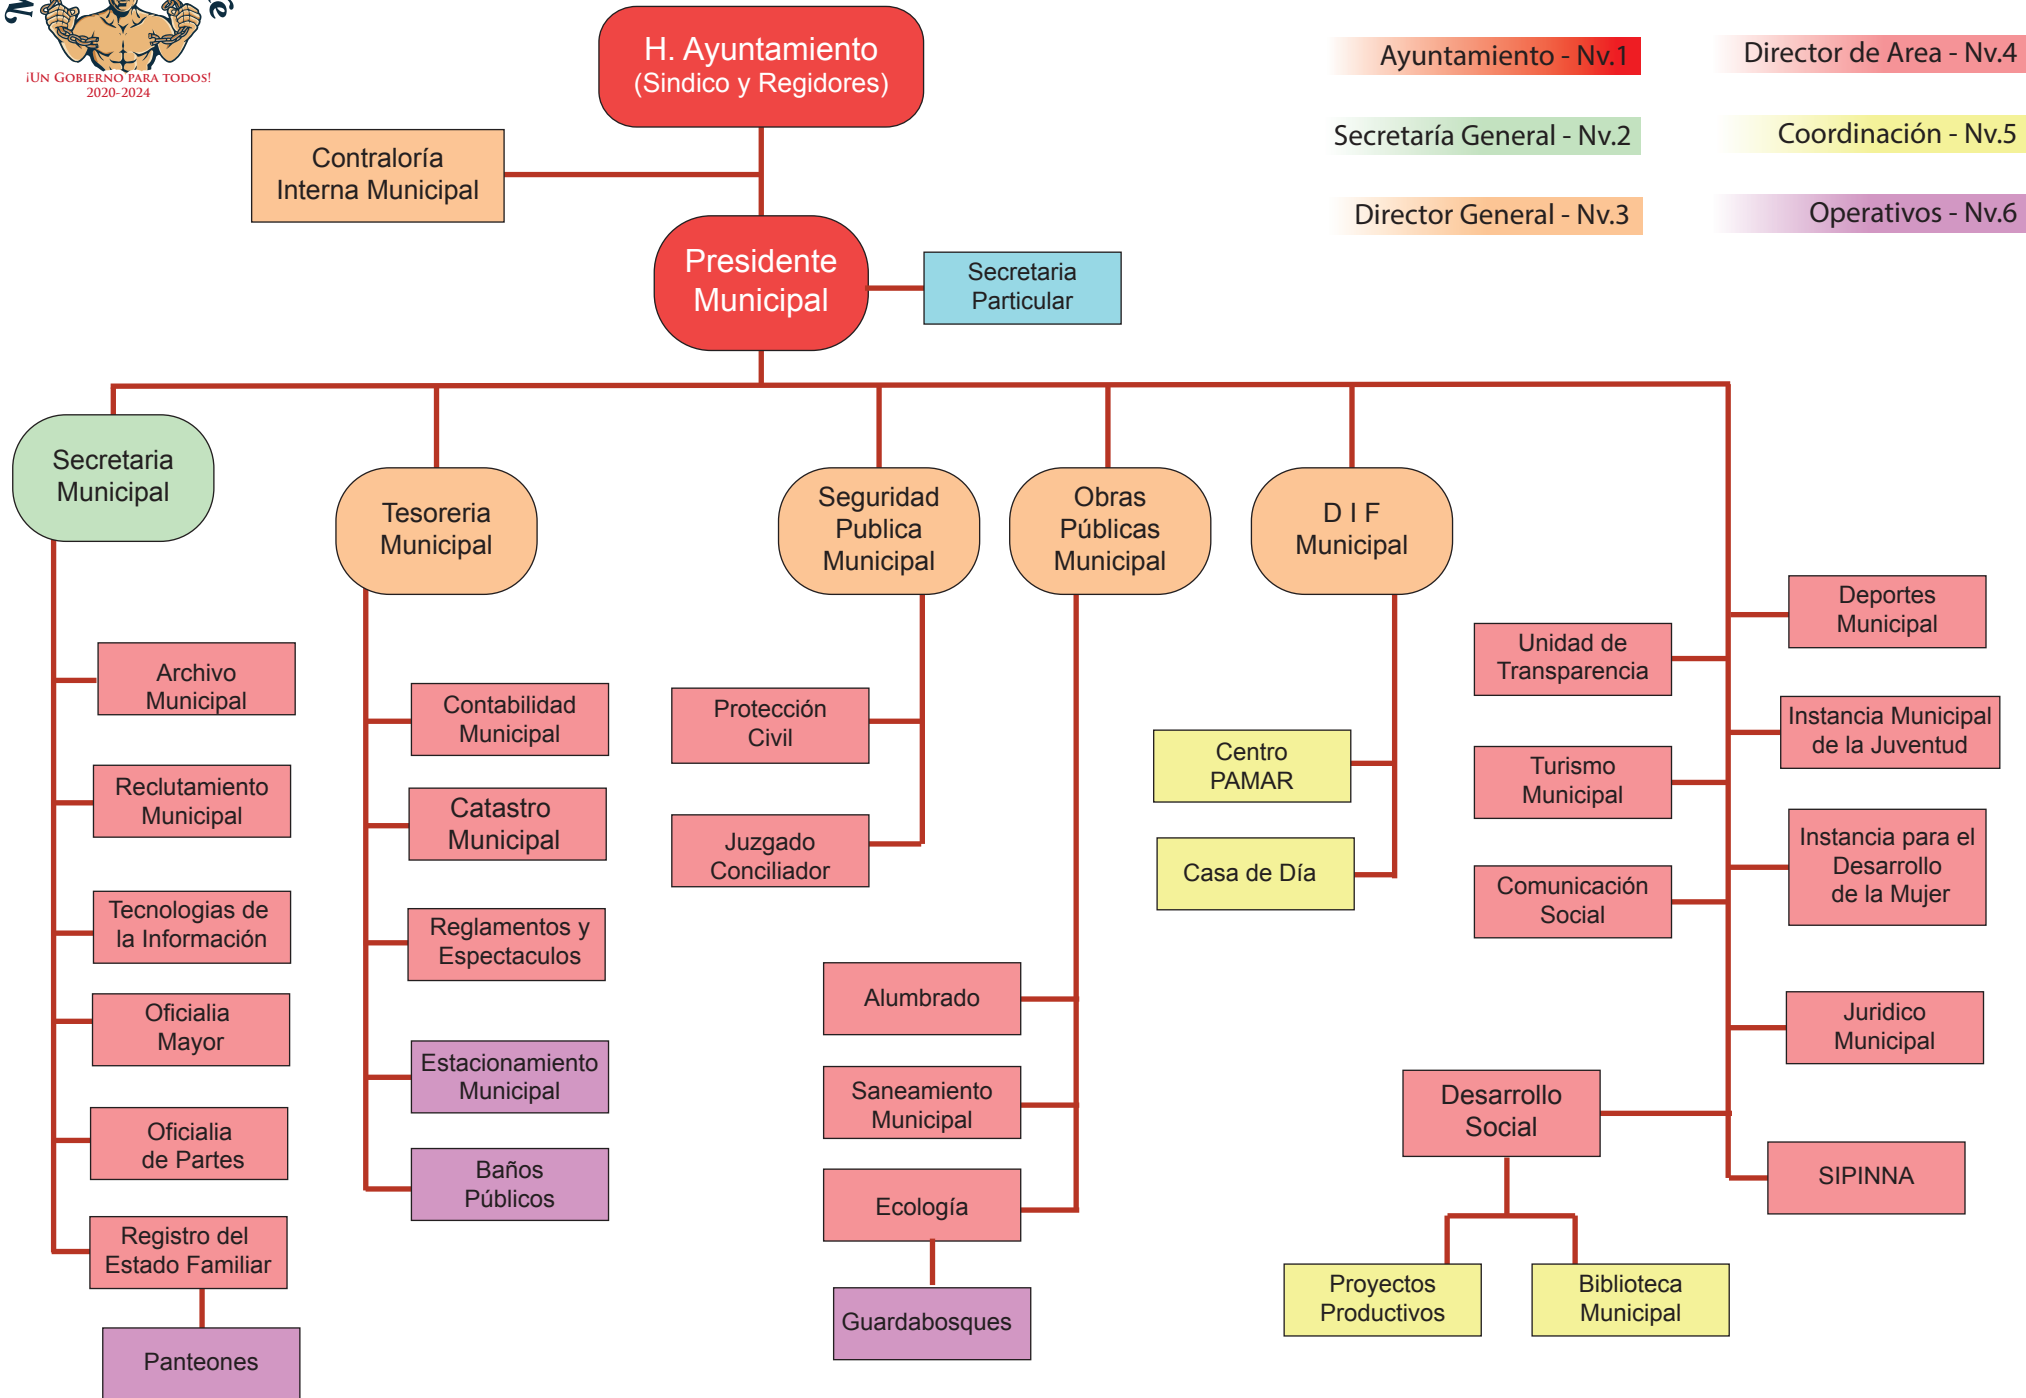 ¡UN GOBIERNO PARA TODOS!
2020-2024
H. Ayuntamiento
(Sindico y Regidores)
Ayuntamiento - Nv.1
Director de Area - Nv.4
Secretaría General - Nv.2
Coordinación - Nv.5
Director General - Nv.3
Operativos - Nv.6
Contraloría
Interna Municipal
Presidente
Municipal
Secretaria
Particular
Secretaria
Municipal
Tesoreria
Municipal
Seguridad
Publica
Municipal
Obras
Públicas
Municipal
D I F
Municipal
Archivo
Municipal
Reclutamiento
Municipal
Tecnologias de
la Información
Oficialia
Mayor
Oficialia
de Partes
Registro del
Estado Familiar
Panteones
Contabilidad
Municipal
Catastro
Municipal
Reglamentos y
Espectaculos
Estacionamiento
Municipal
Baños
Públicos
Protección
Civil
Juzgado
Conciliador
Alumbrado
Saneamiento
Municipal
Ecología
Guardabosques
Centro
PAMAR
Casa de Día
Unidad de
Transparencia
Turismo
Municipal
Comunicación
Social
Desarrollo
Social
Proyectos
Productivos
Biblioteca
Municipal
Deportes
Municipal
Instancia Municipal
de la Juventud
Instancia para el
Desarrollo
de la Mujer
Juridico
Municipal
SIPINNA